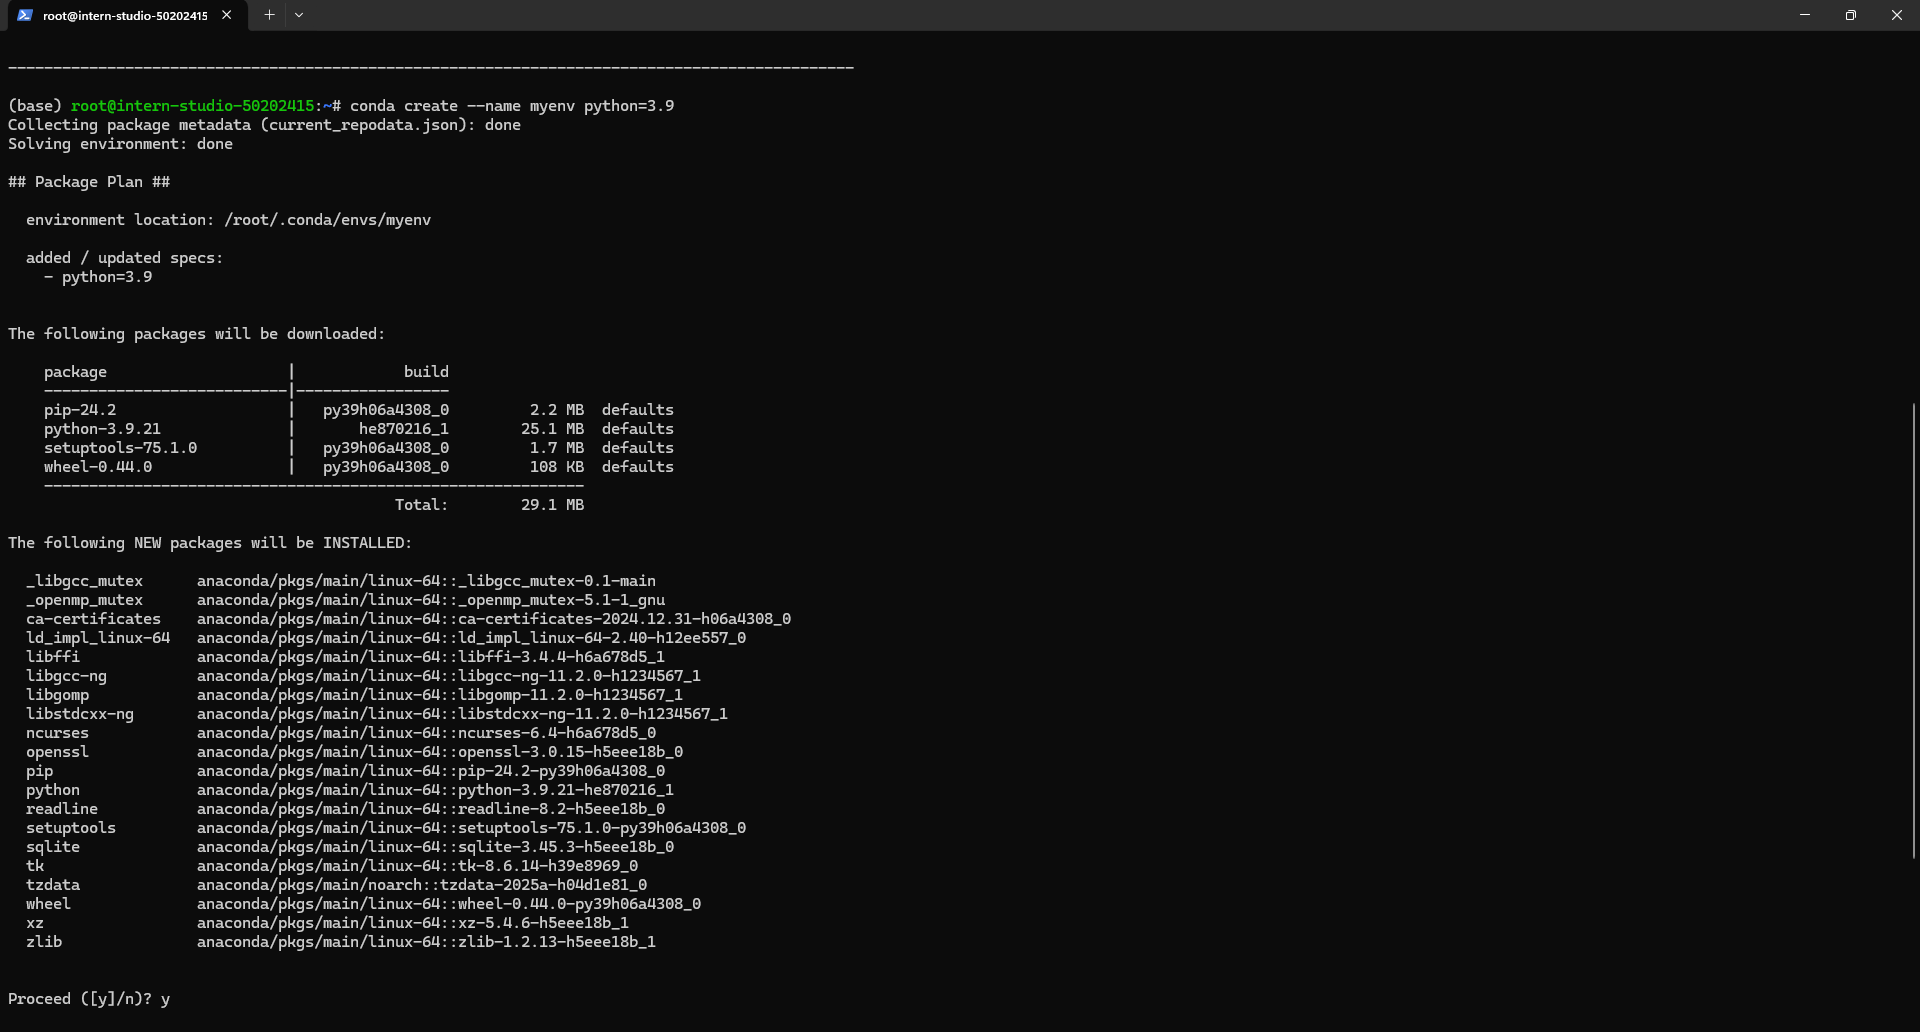 root@intern-studio-50202415
--------------------------------------------------------------------------------------
(base) root@intern-studio-50202415:~# conda create --name myenv python=3.9
Collecting package metadata (current_repodata.json): done
Solving environment: done
## Package Plan ##
environment location: /root/.conda/envs/myenv
added / updated specs:
- python=3.9
The following packages will be downloaded:
package | build
---------------------------|-----------------
pip-24.2 | py39h06a4308_0 2.2 MB defaults
python-3.9.21 | he870216_1 25.1 MB defaults
setuptools-75.1.0 | py39h06a4308_0 1.7 MB defaults
wheel-0.44.0 | py39h06a4308_0 108 KB defaults
------------------------------------------------------------
Total: 29.1 MB
The following NEW packages will be INSTALLED:
_libgcc_mutex anaconda/pkgs/main/linux-64::_libgcc_mutex-0.1-main
_openmp_mutex anaconda/pkgs/main/linux-64::_openmp_mutex-5.1-1_gnu
ca-certificates anaconda/pkgs/main/linux-64::ca-certificates-2024.12.31-h06a4308_0
ld_impl_linux-64 anaconda/pkgs/main/linux-64::ld_impl_linux-64-2.40-h12ee557_0
libffi anaconda/pkgs/main/linux-64::libffi-3.4.4-h6a678d5_1
libgcc-ng anaconda/pkgs/main/linux-64::libgcc-ng-11.2.0-h1234567_1
libgomp anaconda/pkgs/main/linux-64::libgomp-11.2.0-h1234567_1
libstdcxx-ng anaconda/pkgs/main/linux-64::libstdcxx-ng-11.2.0-h1234567_1
ncurses anaconda/pkgs/main/linux-64::ncurses-6.4-h6a678d5_0
openssl anaconda/pkgs/main/linux-64::openssl-3.0.15-h5eee18b_0
pip anaconda/pkgs/main/linux-64::pip-24.2-py39h06a4308_0
python anaconda/pkgs/main/linux-64::python-3.9.21-he870216_1
readline anaconda/pkgs/main/linux-64::readline-8.2-h5eee18b_0
setuptools anaconda/pkgs/main/linux-64::setuptools-75.1.0-py39h06a4308_0
sqlite anaconda/pkgs/main/linux-64::sqlite-3.45.3-h5eee18b_0
tk anaconda/pkgs/main/linux-64::tk-8.6.14-h39e8969_0
tzdata anaconda/pkgs/main/noarch::tzdata-2025a-h04d1e81_0
wheel anaconda/pkgs/main/linux-64::wheel-0.44.0-py39h06a4308_0
xz anaconda/pkgs/main/linux-64::xz-5.4.6-h5eee18b_1
zlib anaconda/pkgs/main/linux-64::zlib-1.2.13-h5eee18b_1
Proceed ([y]/n)? y